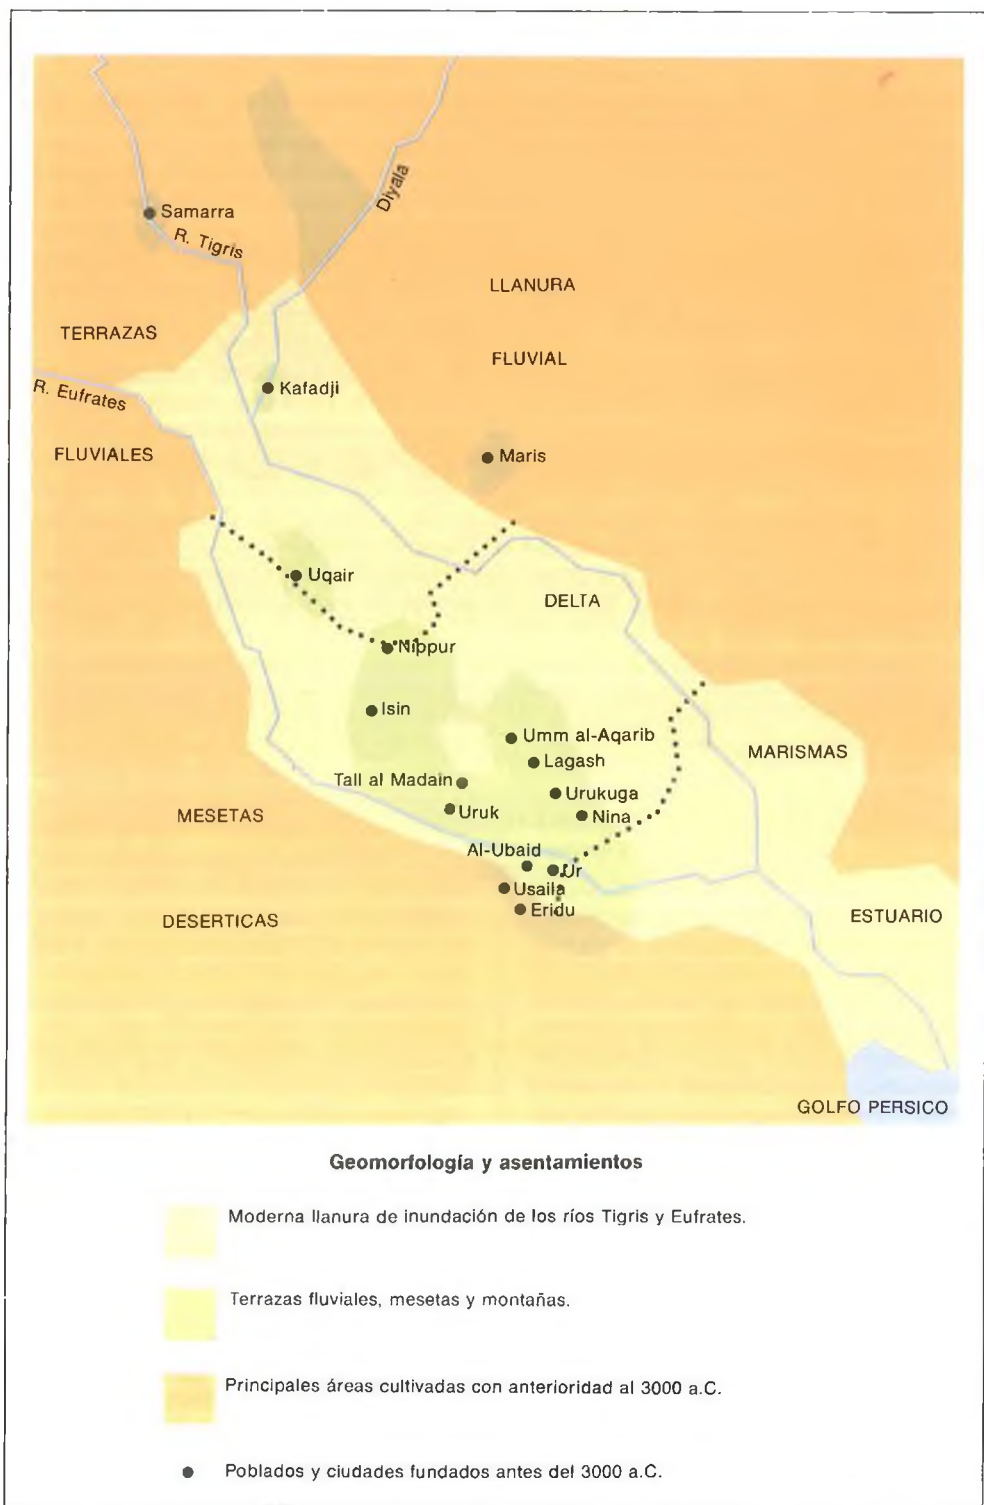 Samarra
R. Tigris
Diyala
LLANURA
TERRAZAS
FLUVIAL
R. Eufrates
Kafadji
FLUVIALES
Maris
Uqair
DELTA
Nippur
Isin
Umm al-Aqarib
MARISMAS
Lagash
Tall al Madain
Urukuga
MESETAS
Uruk
Nina
Al-Ubaid
Ur
Usaila
DESERTICAS
Eridu
ESTUARIO
GOLFO PERSICO
Geomorfología y asentamientos
Moderna llanura de inundación de los ríos Tigris y Eufrates.
Terrazas fluviales, mesetas y montañas.
Principales áreas cultivadas con anterioridad al 3000 a.C.
Poblados y ciudades fundados antes del 3000 a.C.